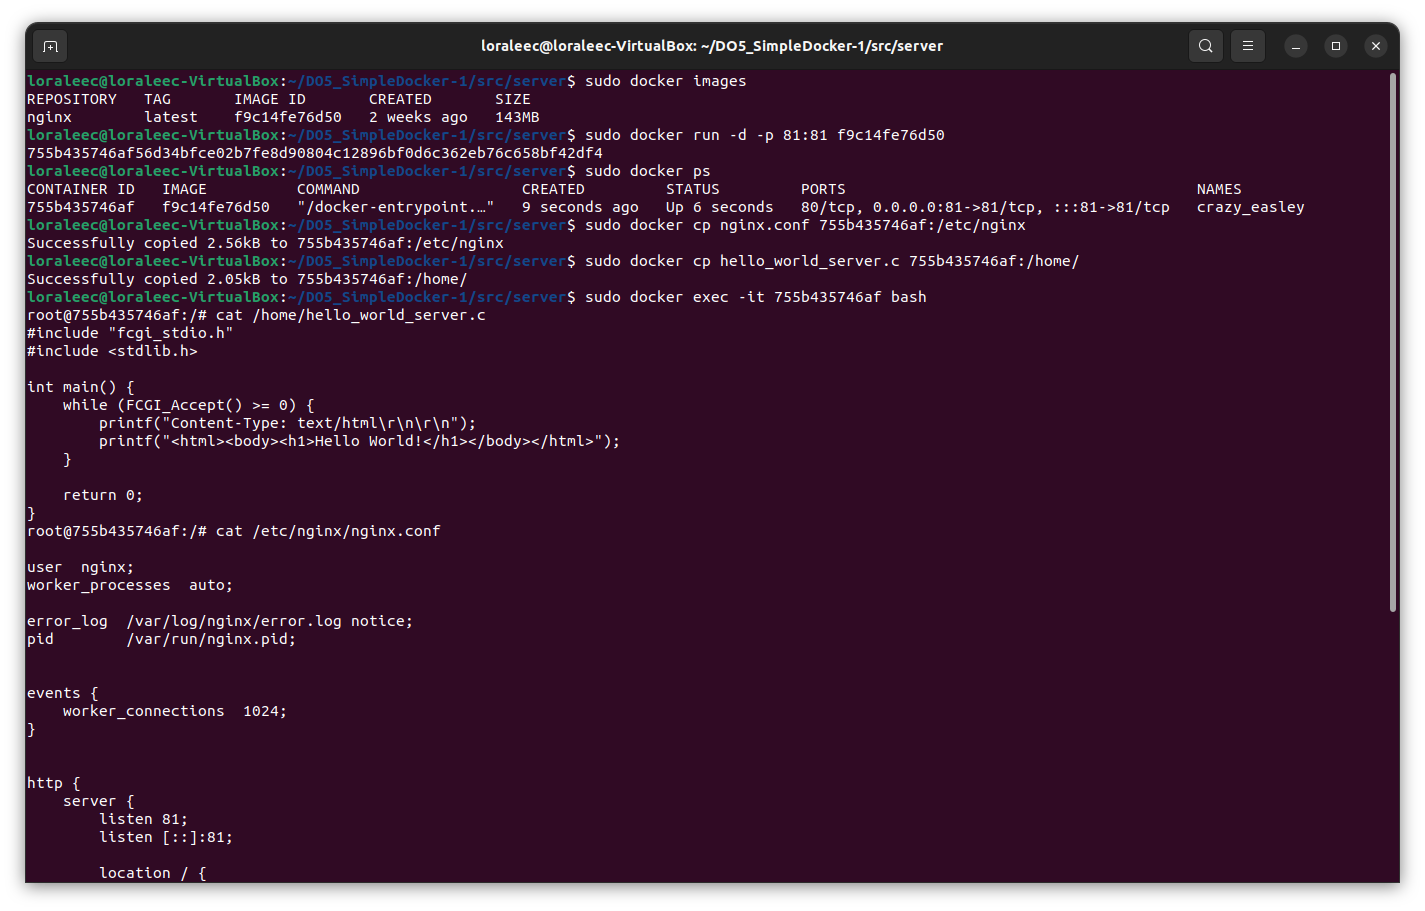 loraleec@loraleec-VirtualBox: ~/DO5_SimpleDocker-1/src/server
loraleec@loraleec-VirtualBox:~/DO5_SimpleDocker-1/src/server$ sudo docker images
REPOSITORY   TAG       IMAGE ID       CREATED       SIZE
nginx        latest    f9c14fe76d50   2 weeks ago   143MB
loraleec@loraleec-VirtualBox:~/DO5_SimpleDocker-1/src/server$ sudo docker run -d -p 81:81 f9c14fe76d50
755b435746af56d34bfce02b7fe8d90804c12896bf0d6c362eb76c658bf42df4
loraleec@loraleec-VirtualBox:~/DO5_SimpleDocker-1/src/server$ sudo docker ps
CONTAINER ID   IMAGE          COMMAND                  CREATED         STATUS         PORTS                                       NAMES
755b435746af   f9c14fe76d50   "/docker-entrypoint.…"   9 seconds ago   Up 6 seconds   80/tcp, 0.0.0.0:81->81/tcp, :::81->81/tcp   crazy_easley
loraleec@loraleec-VirtualBox:~/DO5_SimpleDocker-1/src/server$ sudo docker cp nginx.conf 755b435746af:/etc/nginx
Successfully copied 2.56kB to 755b435746af:/etc/nginx
loraleec@loraleec-VirtualBox:~/DO5_SimpleDocker-1/src/server$ sudo docker cp hello_world_server.c 755b435746af:/home/
Successfully copied 2.05kB to 755b435746af:/home/
loraleec@loraleec-VirtualBox:~/DO5_SimpleDocker-1/src/server$ sudo docker exec -it 755b435746af bash
root@755b435746af:/# cat /home/hello_world_server.c
#include "fcgi_stdio.h"
#include <stdlib.h>

int main() {
    while (FCGI_Accept() >= 0) {
        printf("Content-Type: text/html\r\n\r\n");
        printf("<html><body><h1>Hello World!</h1></body></html>");
    }

    return 0;
}
root@755b435746af:/# cat /etc/nginx/nginx.conf

user  nginx;
worker_processes  auto;

error_log  /var/log/nginx/error.log notice;
pid        /var/run/nginx.pid;


events {
    worker_connections  1024;
}


http {
    server {
        listen 81;
        listen [::]:81;

        location / {